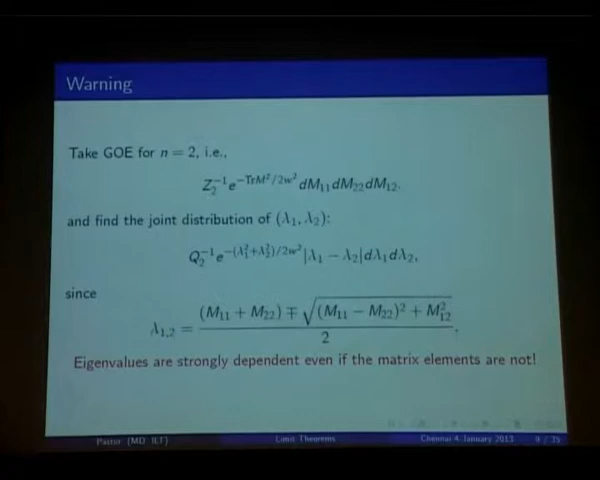 Warning
Take GOE for n = 2, i.e.,
Z₂⁻¹e^{−TrM²/2w²}dM₁₁dM₂₂dM₁₂.
and find the joint distribution of (λ₁, λ₂):
Q₂⁻¹e^{−(λ₁²+λ₂²)/2w²}|λ₁ − λ₂|dλ₁dλ₂,
since
λ₁,₂ = \frac{(M₁₁ + M₂₂) ∓ \sqrt{(M₁₁ − M₂₂)² + M₁₂²}}{2}.
Eigenvalues are strongly dependent even if the matrix elements are not!
Pastur (MD ILT) Limit Theorems Chennai 4 January 2013 9 / 35